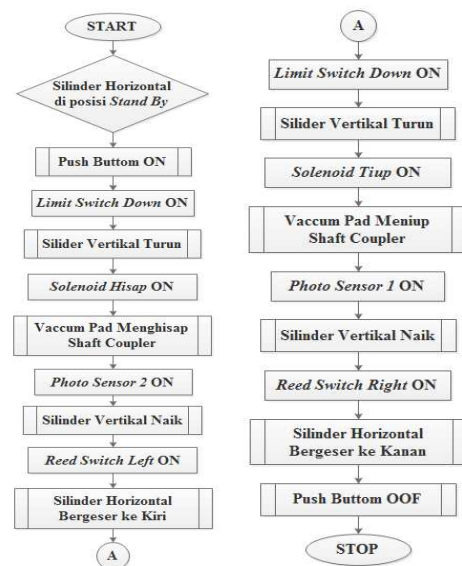 START
Silinder Horizontal
di posisi Stand By
Push Buttom ON
Limit Switch Down ON
Silider Vertikal Turun
Solenoid Hisap ON
Vaccum Pad Menghisap
Shaft Coupler
Photo Sensor 2 ON
Silinder Vertikal Naik
Reed Switch Left ON
Silinder Horizontal
Bergeser ke Kiri
A
A
Limit Switch Down ON
Silider Vertikal Turun
Solenoid Tiup ON
Vaccum Pad Meniup
Shaft Coupler
Photo Sensor 1 ON
Silinder Vertikal Naik
Reed Switch Right ON
Silinder Horizontal
Bergeser ke Kanan
Push Buttom OOF
STOP